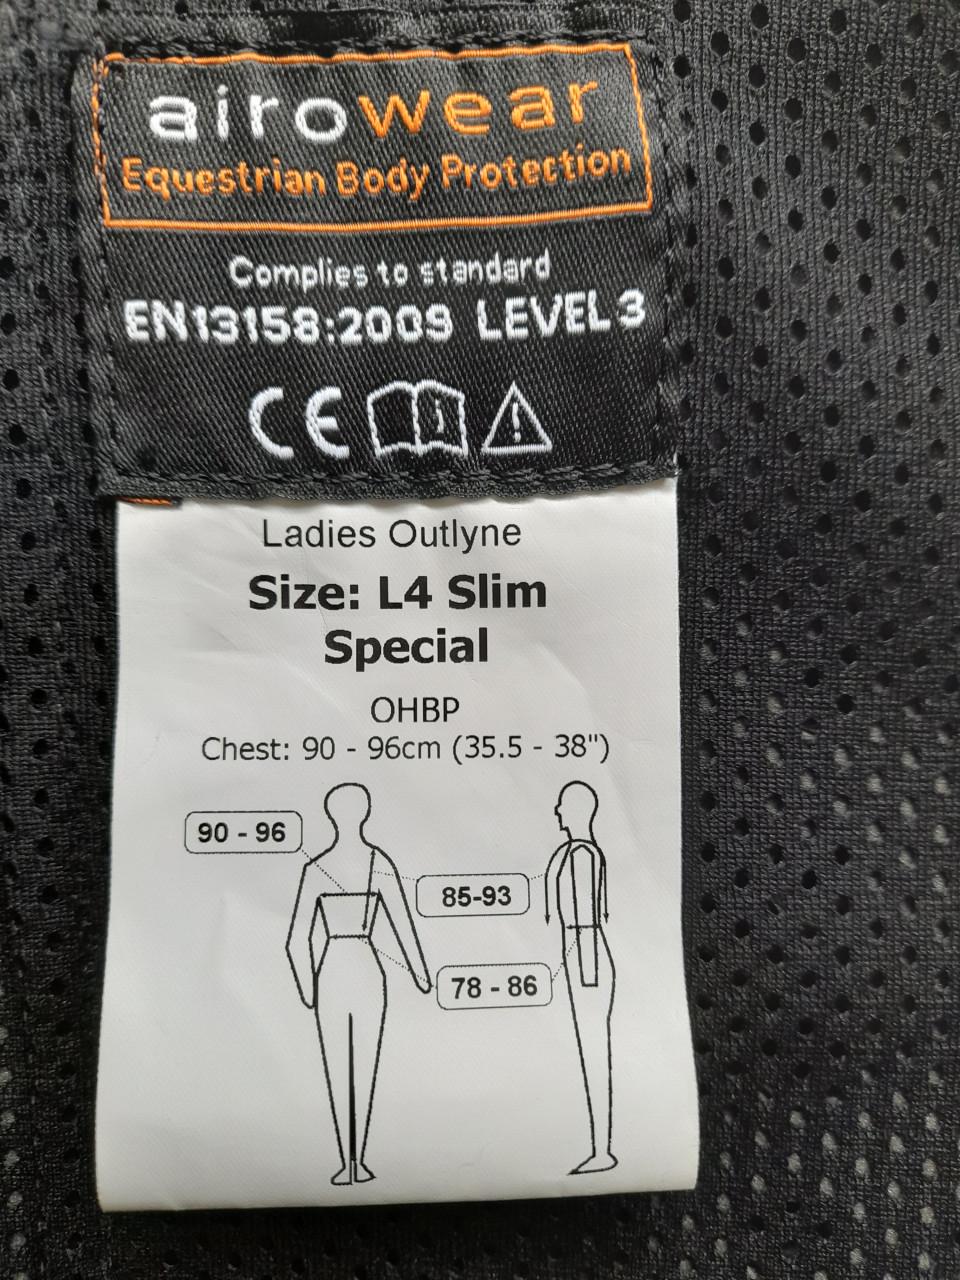 airowear
Equestrian Body Protection
Complies to standard
EN13158:2009 LEVEL 3
CE
Ladies Outlyne
Size: L4 Slim
Special
OHBP
Chest: 90 - 96cm (35.5 - 38")
90 - 96
85-93
78 - 86